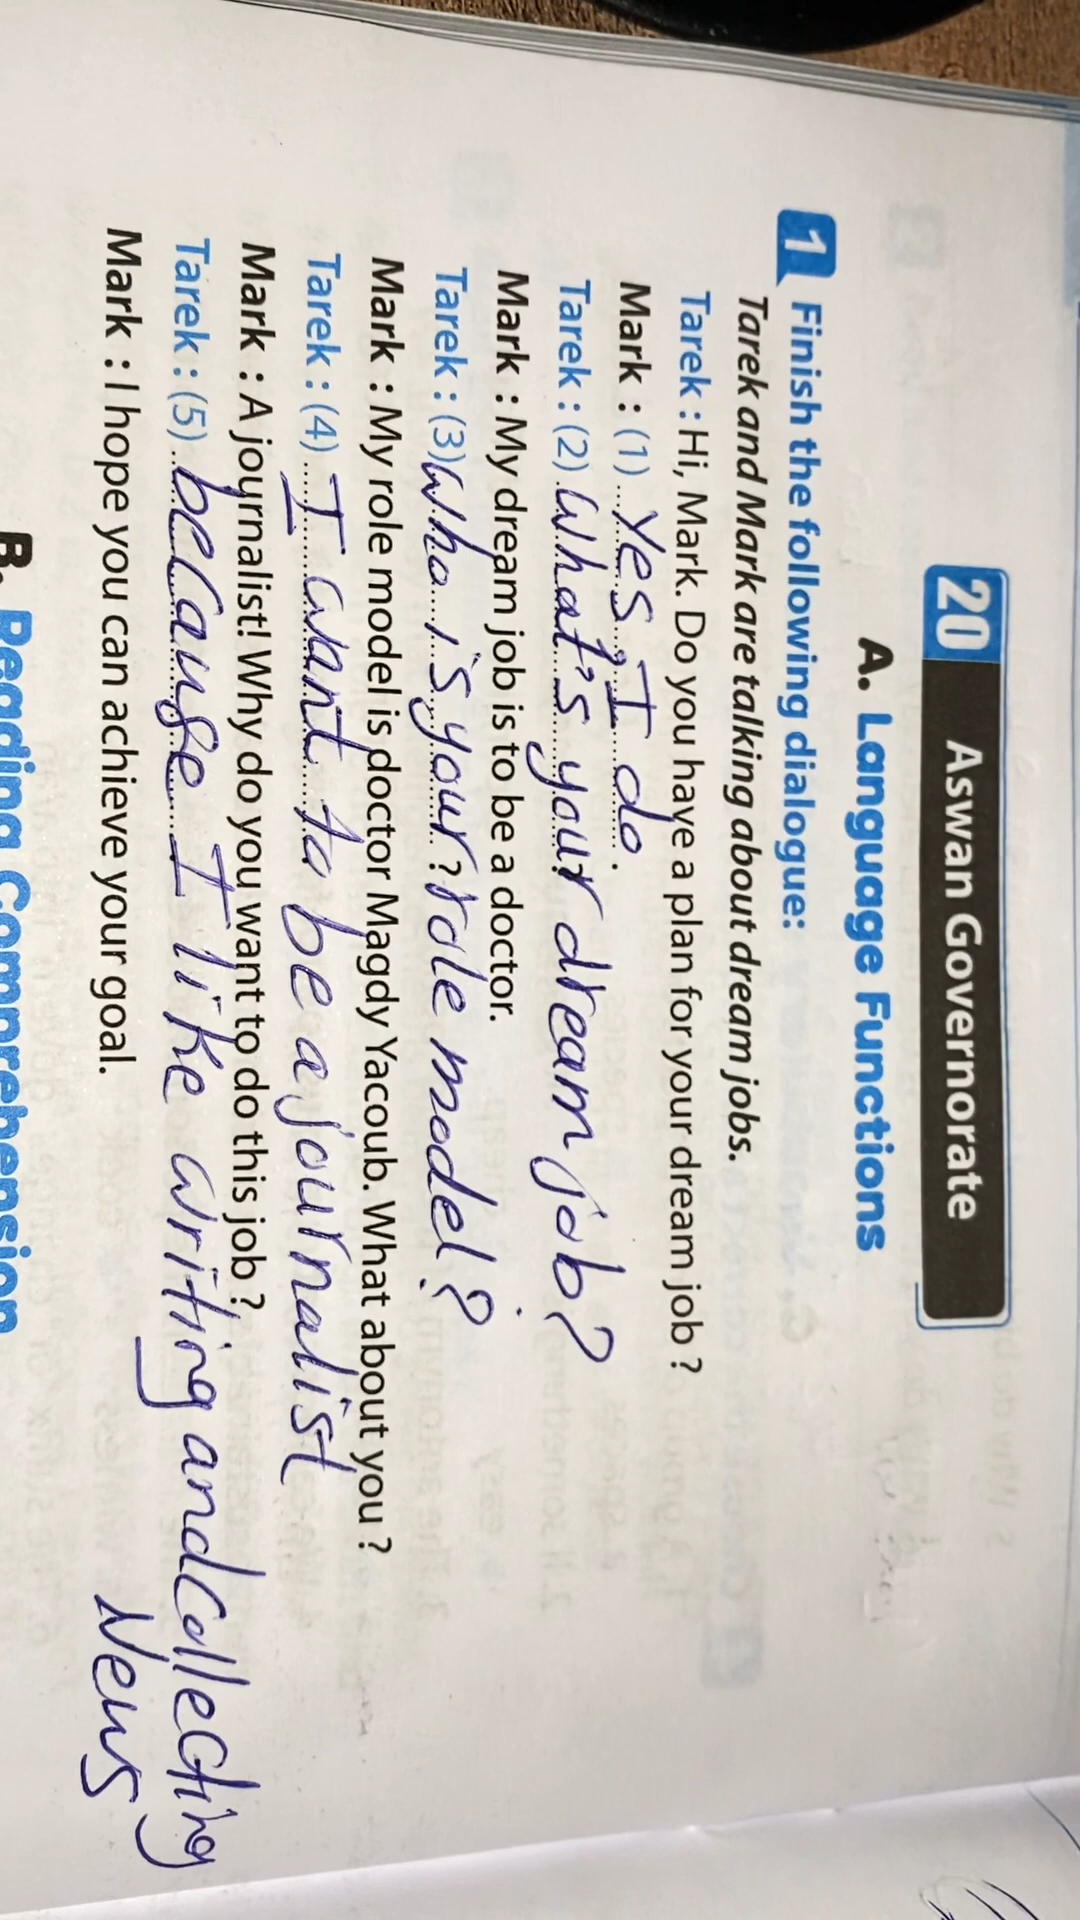 20 Aswan Governorate
A. Language Functions
1 Finish the following dialogue:
Tarek and Mark are talking about dream jobs.
Tarek : Hi, Mark. Do you have a plan for your dream job ?
Mark : (1) Yes, I do.
Tarek : (2) What's your dream job? ?
Mark : My dream job is to be a doctor.
Tarek : (3) Who is your role model? ?
Mark : My role model is doctor Magdy Yacoub. What about you ?
Tarek : (4) I want to be a journalist
Mark : A journalist! Why do you want to do this job ?
Tarek : (5) because I like writing and collecting
News
Mark : I hope you can achieve your goal.
B. Reading Comprehension